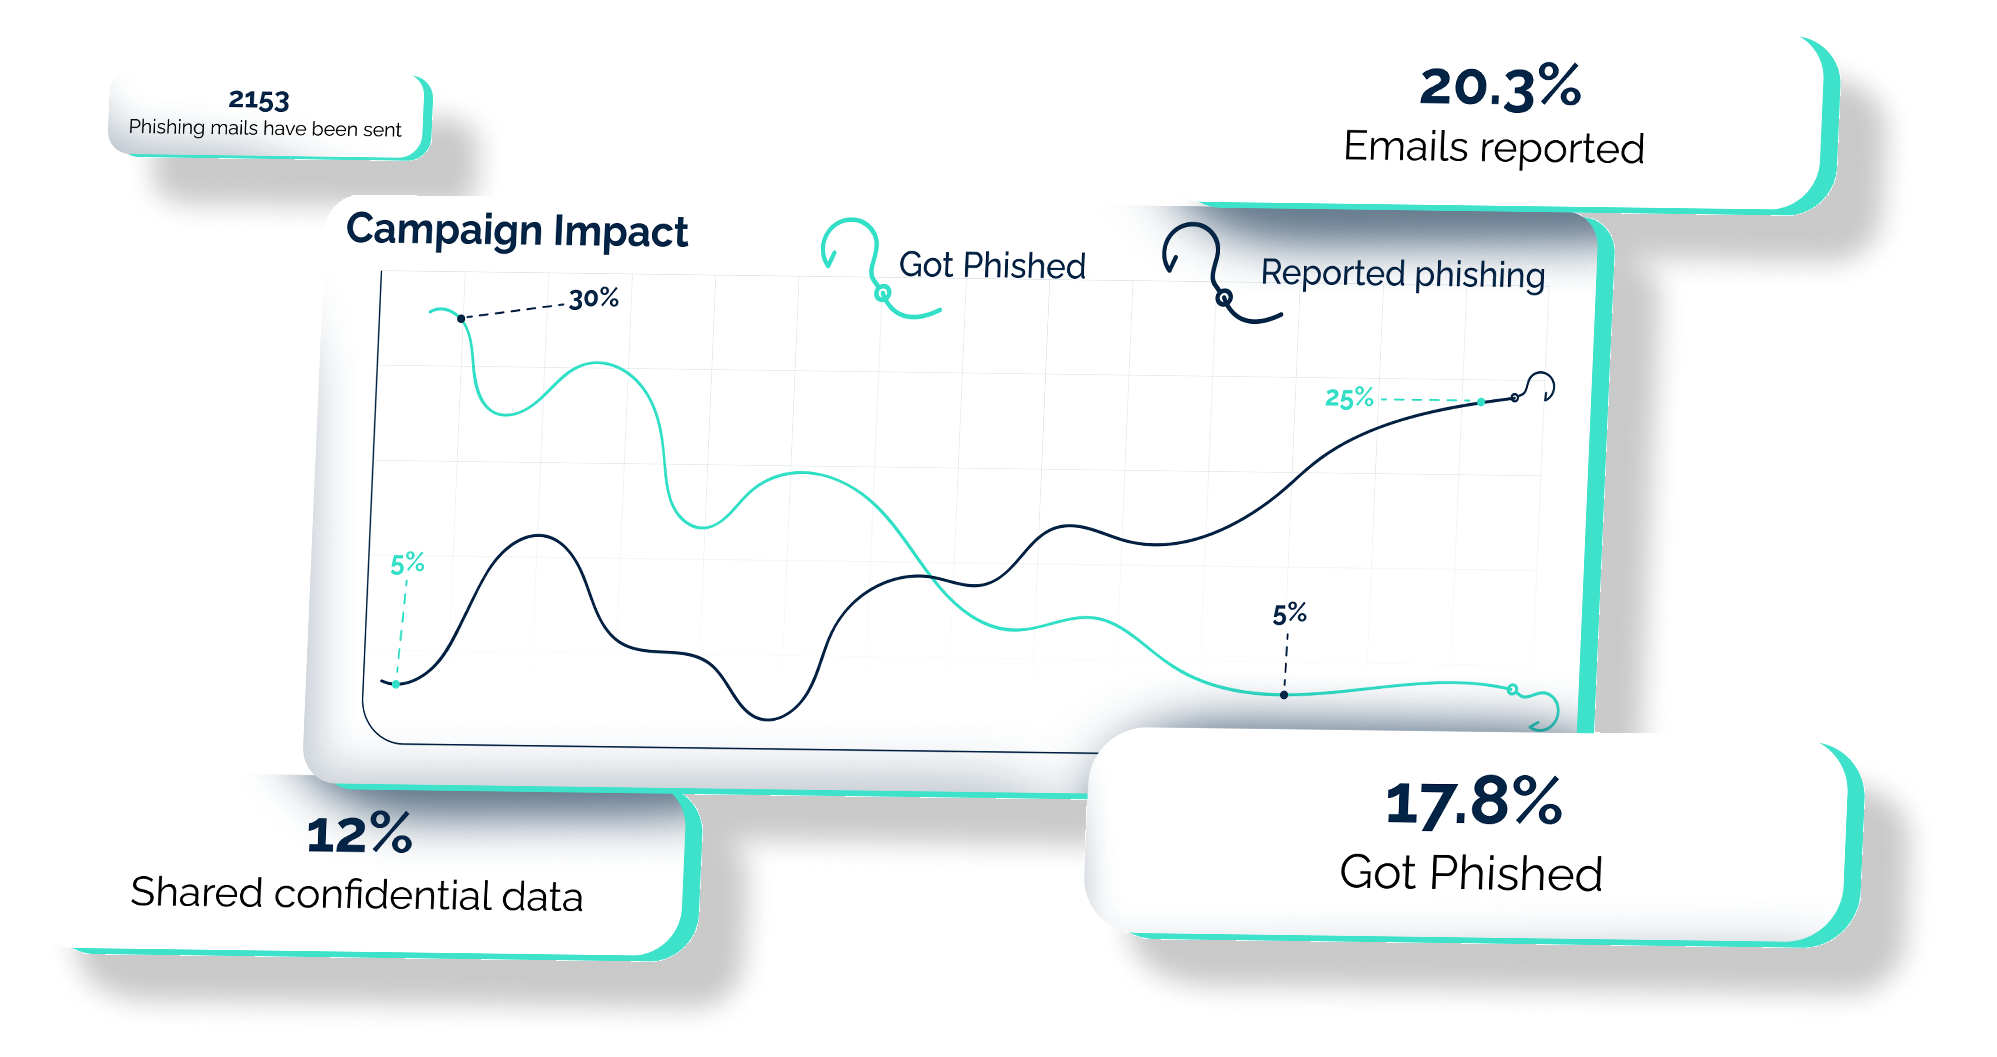 2153
Phishing mails have been sent
20.3%
Emails reported
Campaign Impact
Got Phished
Reported phishing
30%
25%
5%
5%
12%
Shared confidential data
17.8%
Got Phished